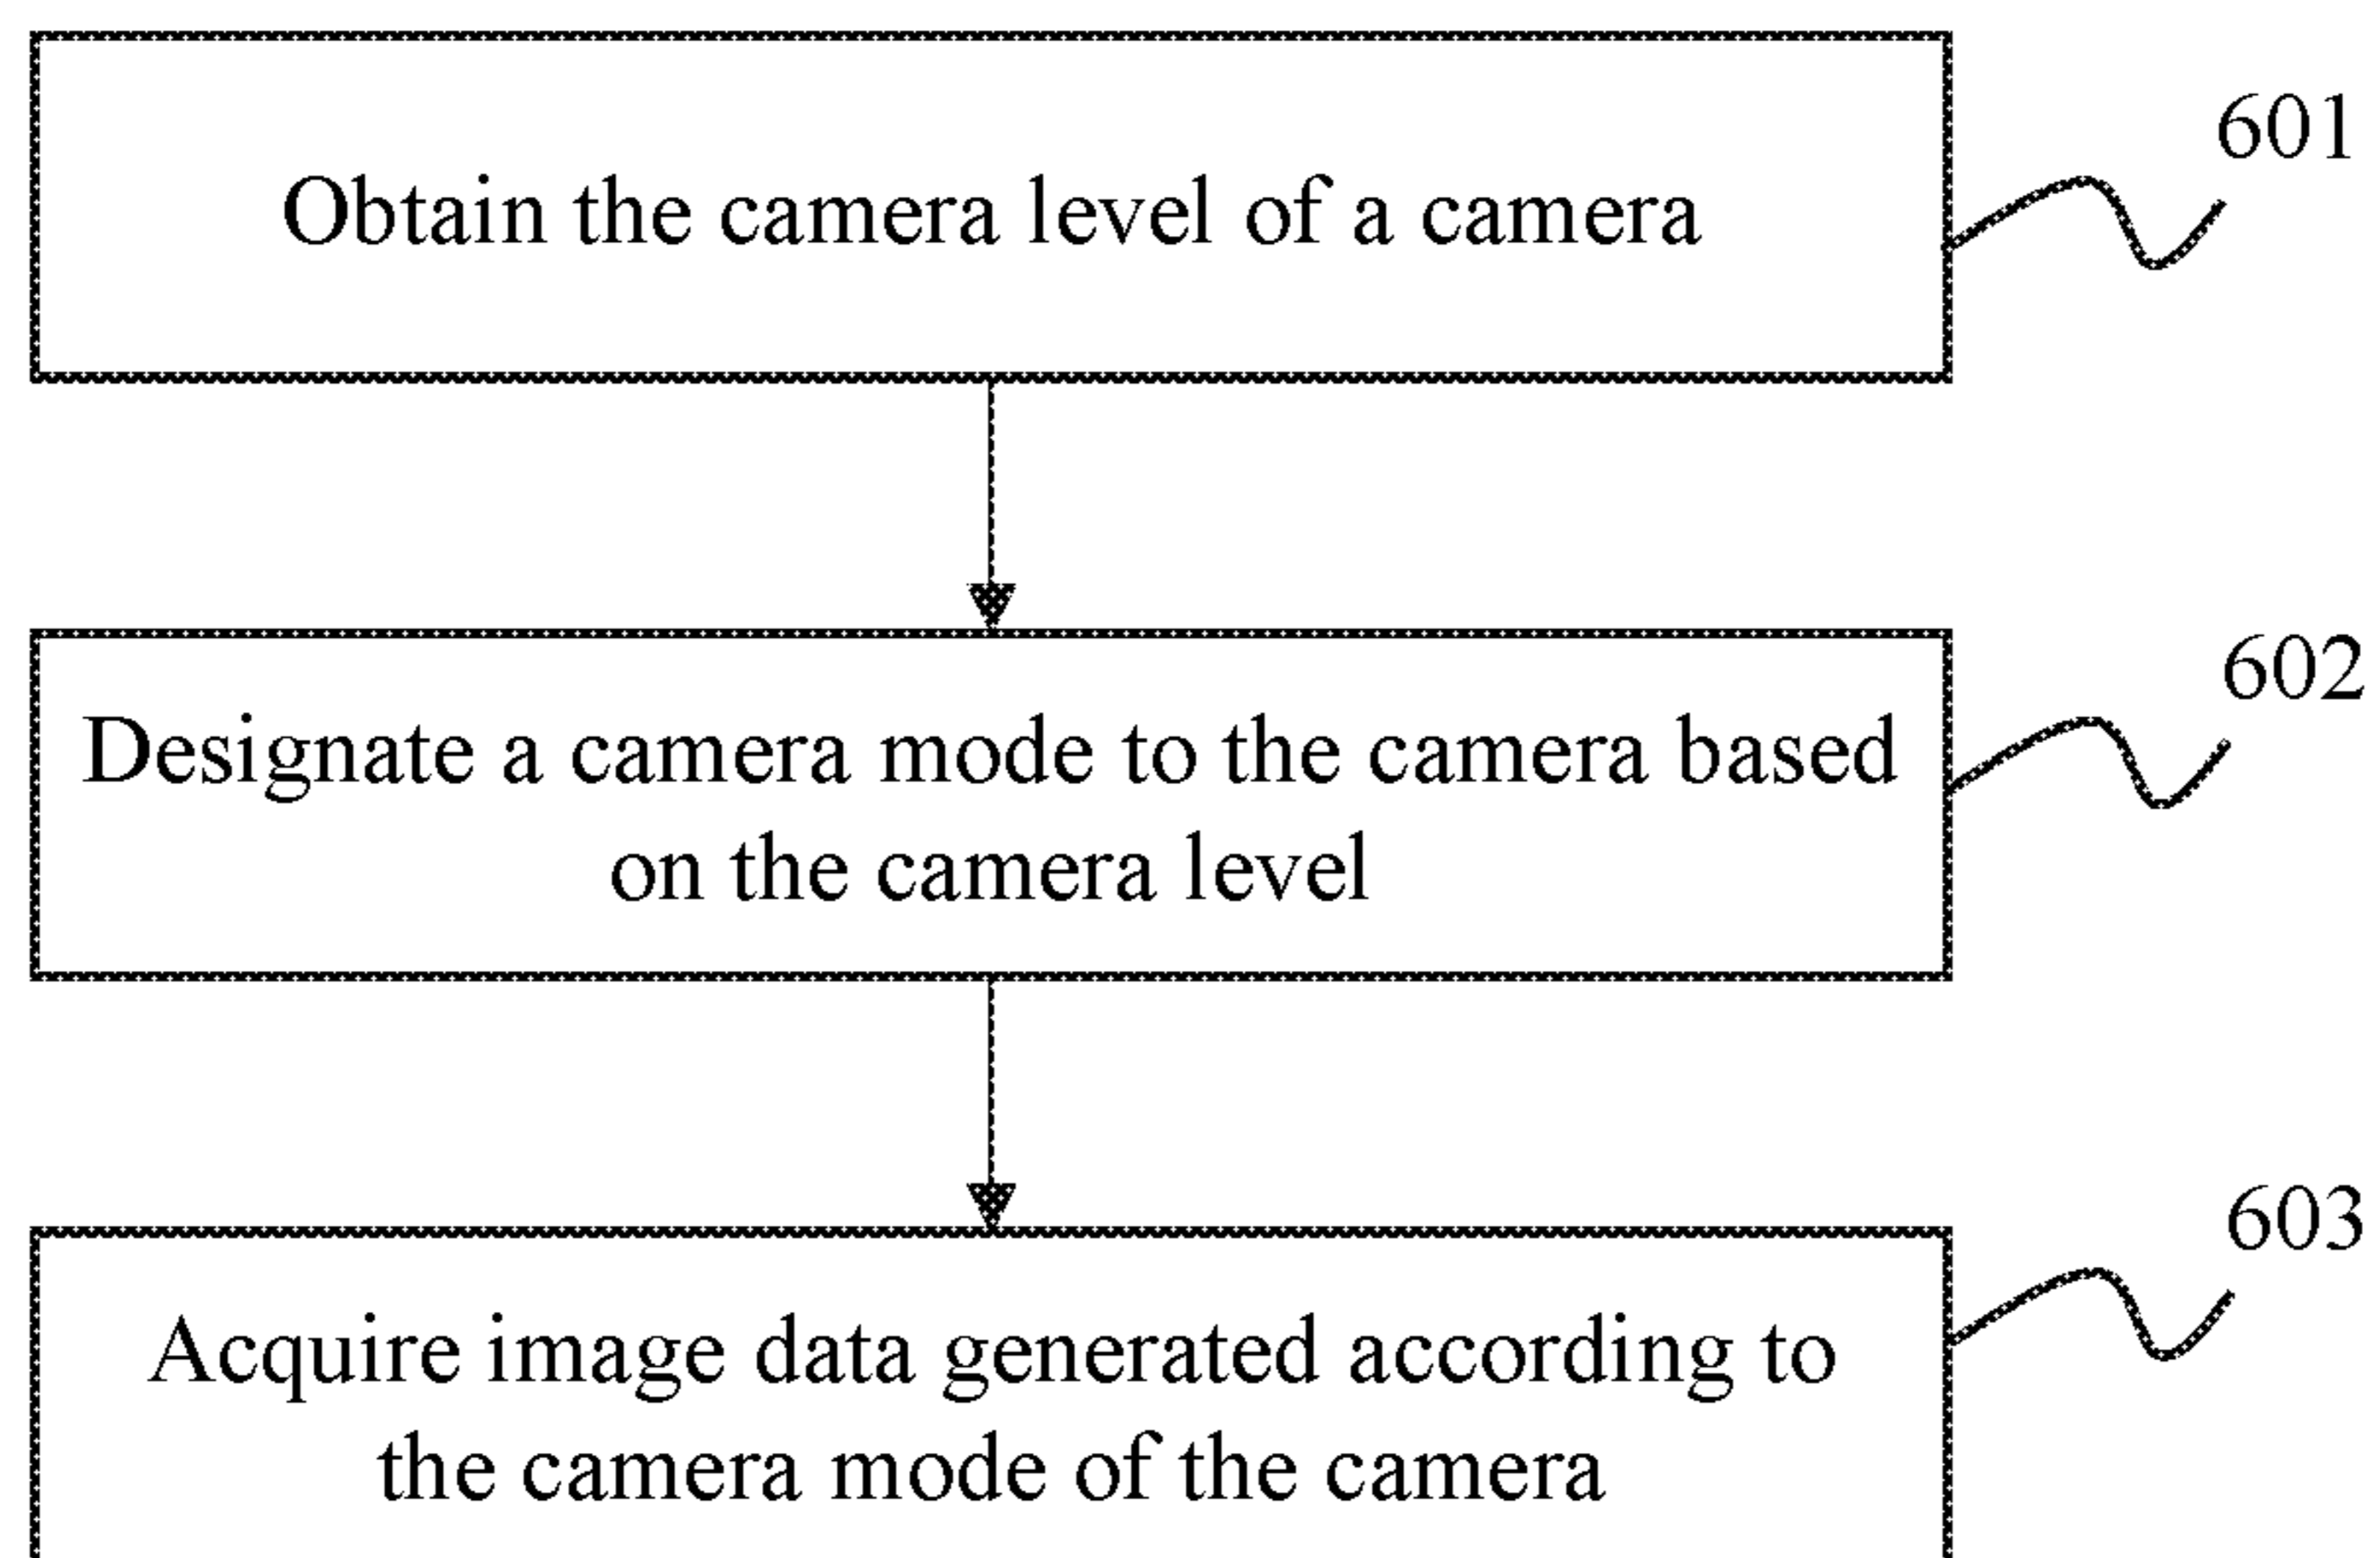 601
Obtain the camera level of a camera
602
Designate a camera mode to the camera based
on the camera level
603
Acquire image data generated according to
the camera mode of the camera